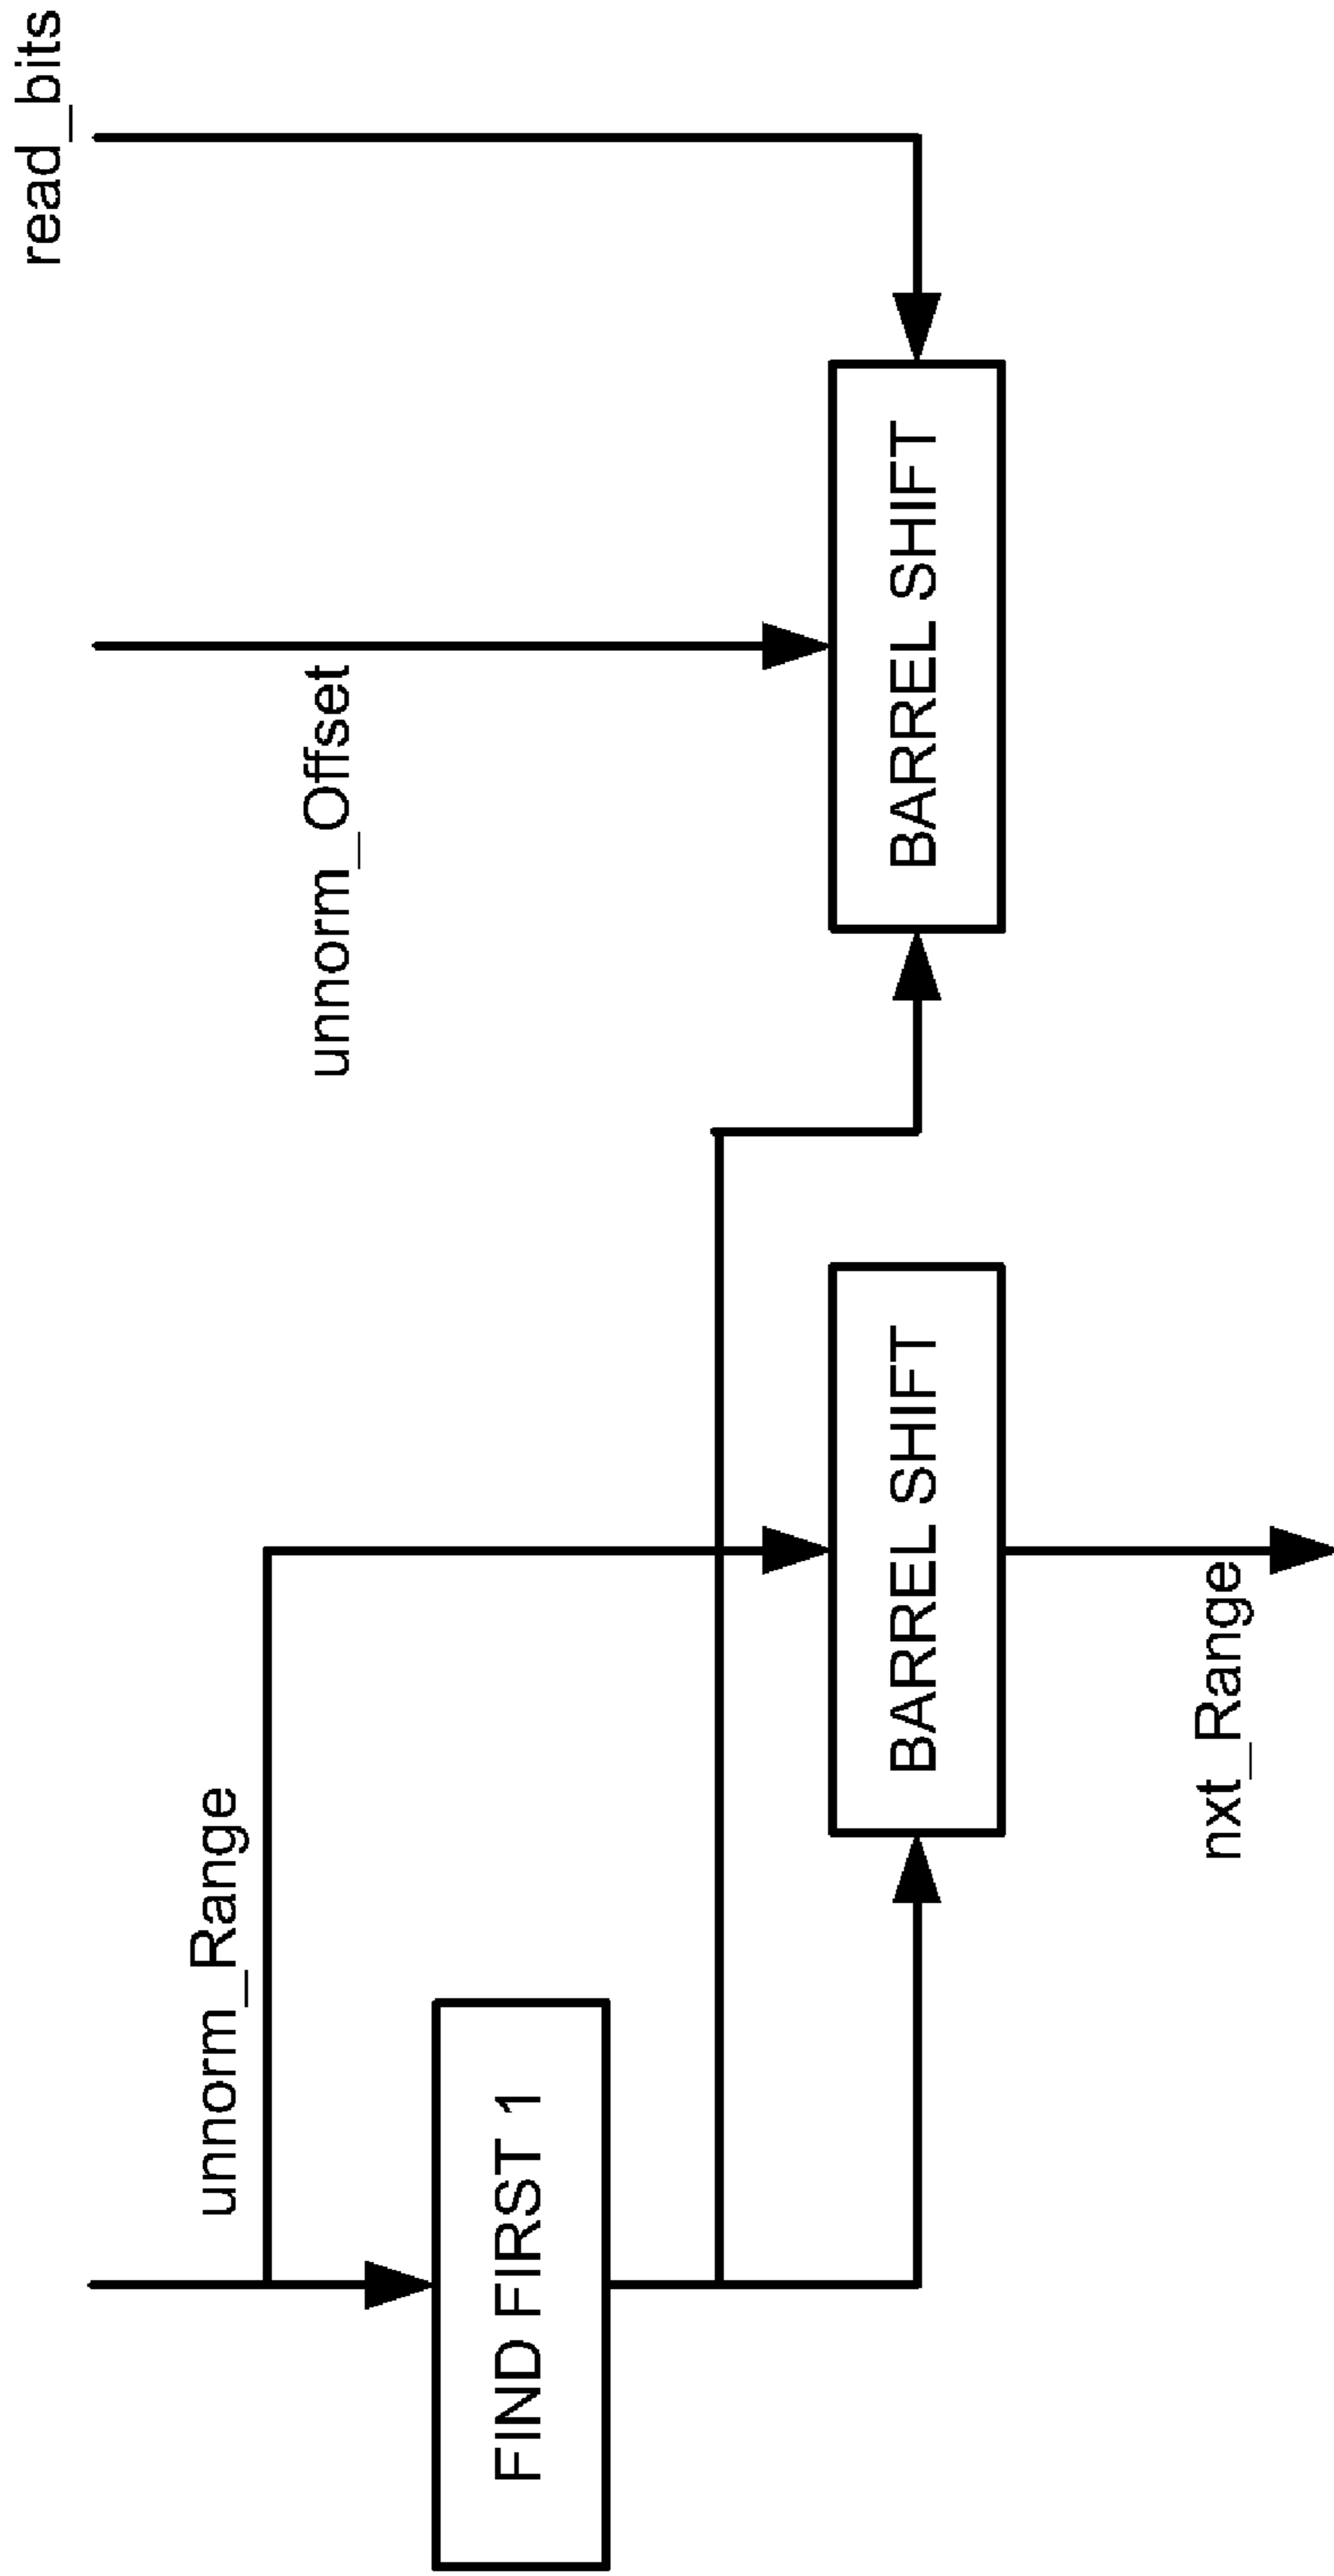 unnorm_Range
unnorm_Offset
read_bits
FIND FIRST 1
BARREL SHIFT
BARREL SHIFT
nxt_Range